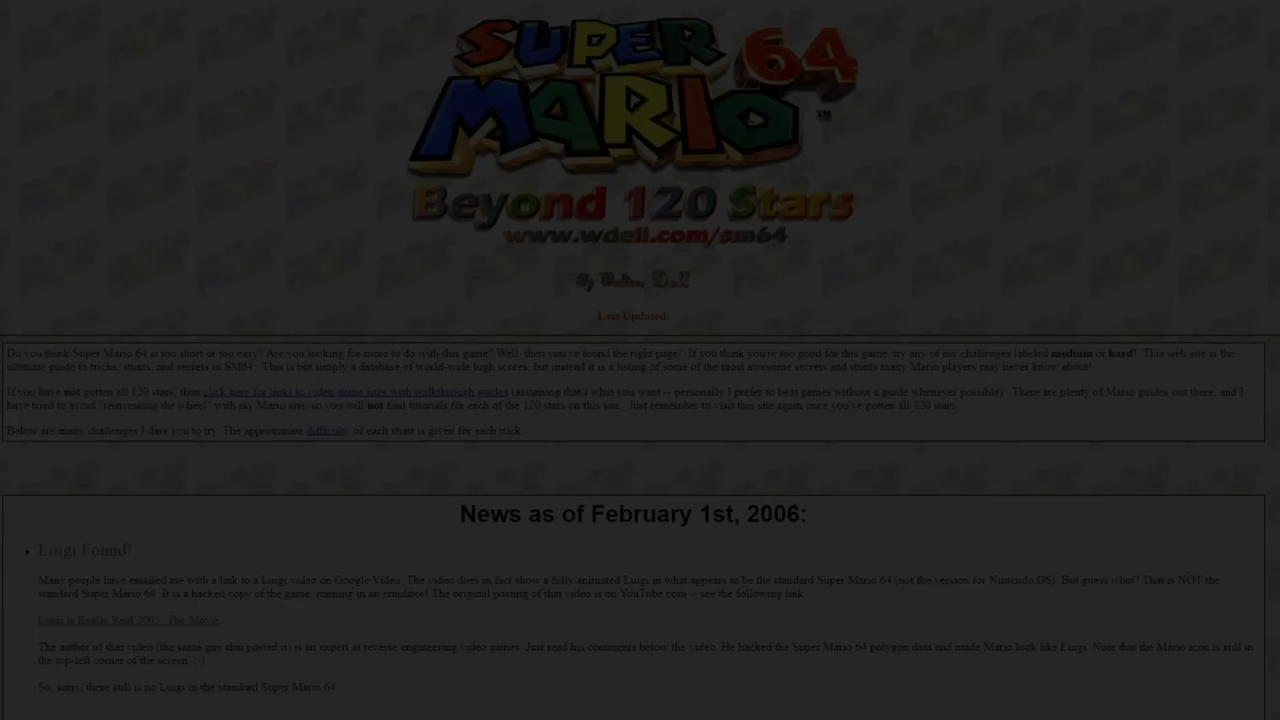 SUPER
MARIO 64
™
Beyond 120 Stars
www.wdell.com/sm64
By Walton Dell
Last Updated:
Do you think Super Mario 64 is too short or too easy? Are you looking for more to do with this game? Well, then you've found the right page! If you think you're too good for this game, try any of my challenges labeled medium or hard! This web site is the
ultimate guide to tricks, stunts, and secrets in SM64. This is not simply a database of world-wide high scores, but instead it is a listing of some of the most awesome secrets and stunts many Mario players may never know about!
If you have not gotten all 120 stars, then click here for links to video game sites with walkthrough guides (assuming that's what you want -- personally I prefer to beat games without a guide whenever possible). There are plenty of Mario guides out there, and I
have tried to avoid "reinventing the wheel" with my Mario site, so you will not find tutorials for each of the 120 stars on this site. Just remember to visit this site again once you've gotten all 120 stars.
Below are many challenges I dare you to try. The approximate difficulty of each stunt is given for each trick.
News as of February 1st, 2006:
• Luigi Found!
Many people have emailed me with a link to a Luigi video on Google Video. The video does in fact show a fully animated Luigi in what appears to be the standard Super Mario 64 (not the version for Nintendo DS). But guess what? That is NOT the
standard Super Mario 64. It is a hacked copy of the game, running in an emulator! The original posting of that video is on YouTube.com -- see the following link:
Luigi is Really Real 2005: The Movie
The author of that video (the same guy that posted it) is an expert at reverse engineering video games. Just read his comments below the video. He hacked the Super Mario 64 polygon data and made Mario look like Luigi. Note that the Mario icon is still in
the top-left corner of the screen. ;-)
So, sorry, there still is no Luigi in the standard Super Mario 64.